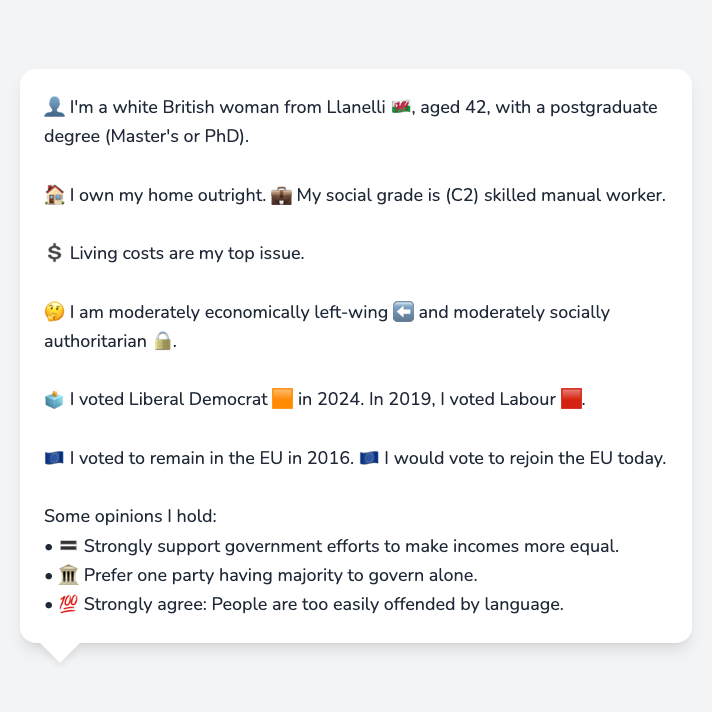 👤 I'm a white British woman from Llanelli 🏴󠁧󠁢󠁷󠁬󠁳󠁿, aged 42, with a postgraduate
degree (Master's or PhD).
🏠 I own my home outright. 💼 My social grade is (C2) skilled manual worker.
💲 Living costs are my top issue.
🤔 I am moderately economically left-wing ⬅️ and moderately socially
authoritarian 🔒.
🗳️ I voted Liberal Democrat 🟧 in 2024. In 2019, I voted Labour 🟥.
🇪🇺 I voted to remain in the EU in 2016. 🇪🇺 I would vote to rejoin the EU today.
Some opinions I hold:
• 🟰 Strongly support government efforts to make incomes more equal.
• 🏛️ Prefer one party having majority to govern alone.
• 💯 Strongly agree: People are too easily offended by language.